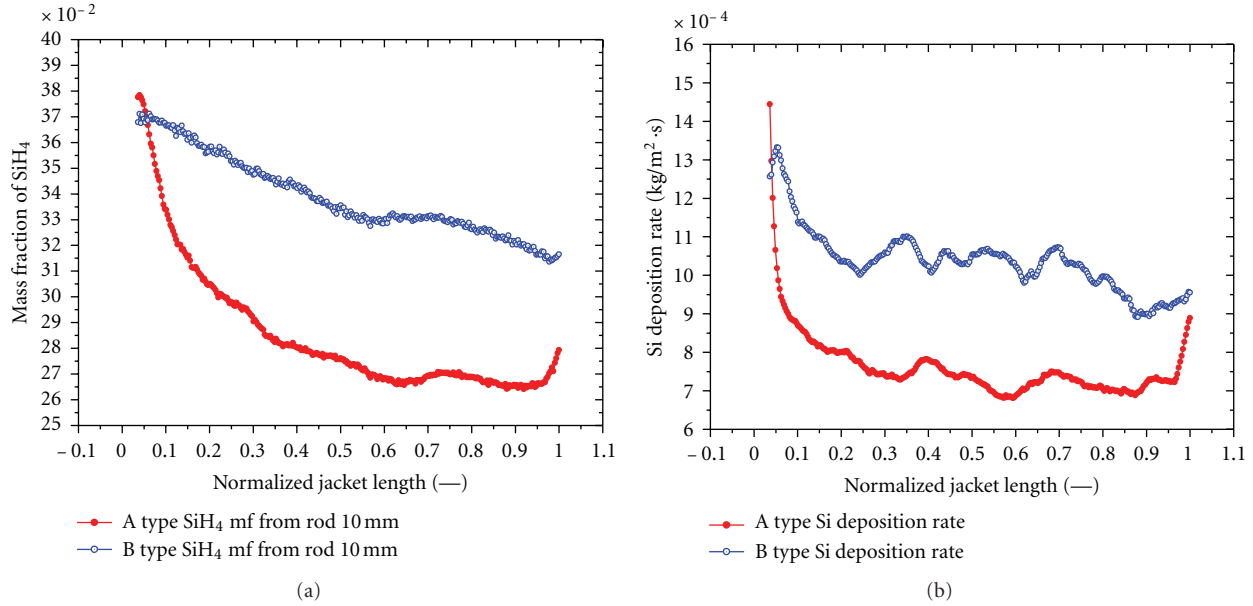 × 10⁻²
40
39
38
37
36
35
34
33
32
31
30
29
28
27
26
25
Mass fraction of SiH₄
– 0.1 0 0.1 0.2 0.3 0.4 0.5 0.6 0.7 0.8 0.9 1 1.1
Normalized jacket length (—)
A type SiH₄ mf from rod 10 mm
B type SiH₄ mf from rod 10 mm
(a)
× 10⁻⁴
16
15
14
13
12
11
10
9
8
7
6
Si deposition rate (kg/m² ·s)
– 0.1 0 0.1 0.2 0.3 0.4 0.5 0.6 0.7 0.8 0.9 1 1.1
Normalized jacket length (—)
A type Si deposition rate
B type Si deposition rate
(b)